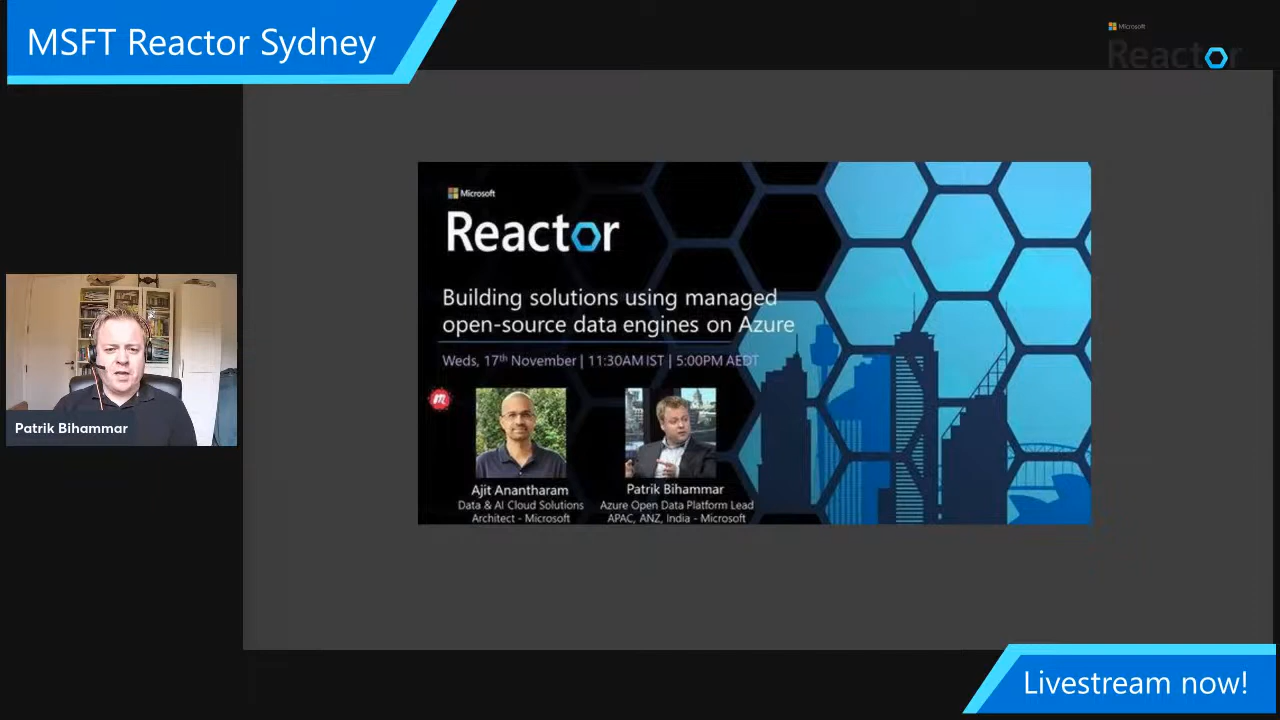 MSFT Reactor Sydney
Microsoft
Reactor
Microsoft
Reactor
Building solutions using managed
open-source data engines on Azure
Weds, 17th November | 11:30AM IST | 5:00PM AEDT
m
Ajit Anantharam
Data & AI Cloud Solutions
Architect - Microsoft
Patrik Bihammar
Azure Open Data Platform Lead
APAC, ANZ, India - Microsoft
Patrik Bihammar
Livestream now!